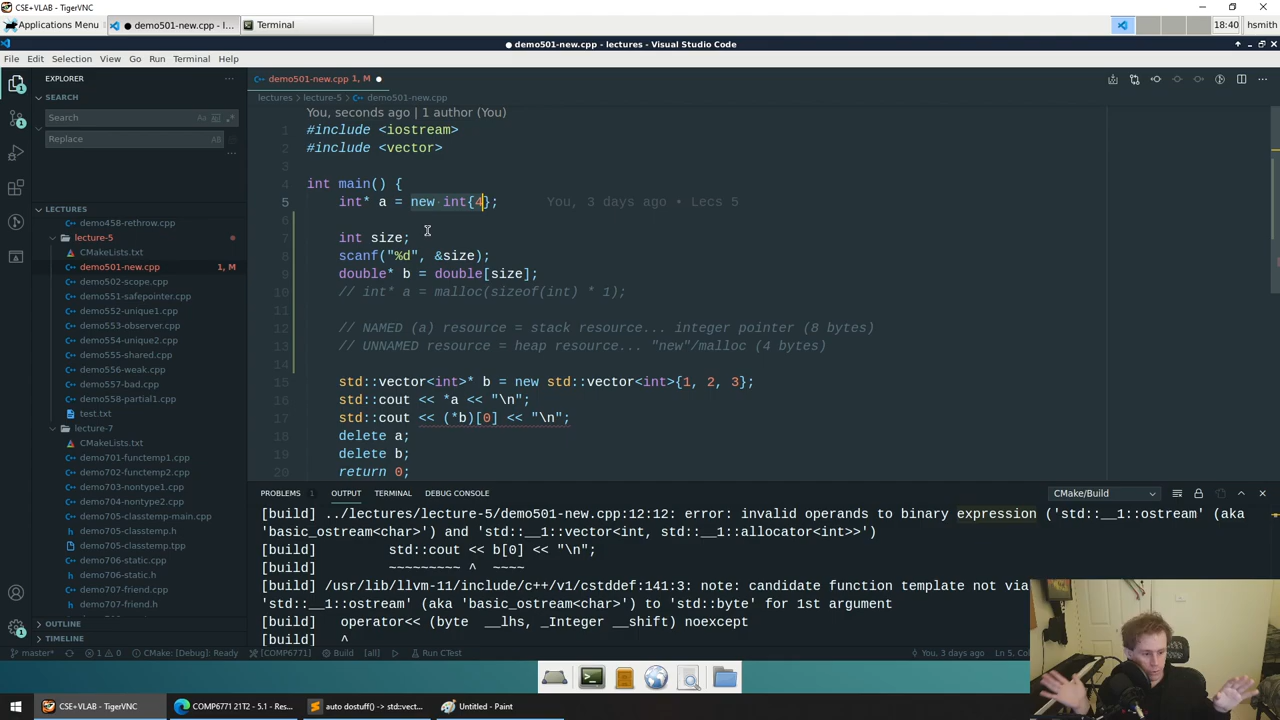 CSE+VLAB - TigerVNC
Applications Menu
demo501-new.cpp - l...
Terminal
18:40
hsmith
demo501-new.cpp - lectures - Visual Studio Code
File Edit Selection View Go Run Terminal Help
EXPLORER
demo501-new.cpp 1, M
SEARCH
lectures > lecture-5 > demo501-new.cpp
Search
Replace
LECTURES
demo458-rethrow.cpp
lecture-5
CMakeLists.txt
demo501-new.cpp 1, M
demo502-scope.cpp
demo551-safepointer.cpp
demo552-unique1.cpp
demo553-observer.cpp
demo554-unique2.cpp
demo555-shared.cpp
demo556-weak.cpp
demo557-bad.cpp
demo558-partial1.cpp
test.txt
lecture-7
CMakeLists.txt
demo701-functemp1.cpp
demo702-functemp2.cpp
demo703-nontype1.cpp
demo704-nontype2.cpp
demo705-classtemp-main.cpp
demo705-classtemp.h
demo705-classtemp.tpp
demo706-static.cpp
demo706-static.h
demo707-friend.cpp
demo707-friend.h
OUTLINE
TIMELINE
You, seconds ago | 1 author (You)
1 #include <iostream>
2 #include <vector>
3
4 int main() {
5 int* a = new int{4}; You, 3 days ago • Lecs 5
6
7 int size;
8 scanf("%d", &size);
9 double* b = double[size];
10 // int* a = malloc(sizeof(int) * 1);
11
12 // NAMED (a) resource = stack resource... integer pointer (8 bytes)
13 // UNNAMED resource = heap resource... "new"/malloc (4 bytes)
14
15 std::vector<int>* b = new std::vector<int>{1, 2, 3};
16 std::cout << *a << "\n";
17 std::cout << (*b)[0] << "\n";
18 delete a;
19 delete b;
20 return 0;
PROBLEMS 1 OUTPUT TERMINAL DEBUG CONSOLE
CMake/Build
[build] ../lectures/lecture-5/demo501-new.cpp:12:12: error: invalid operands to binary expression ('std::__1::ostream' (aka
'basic_ostream<char>') and 'std::__1::vector<int, std::__1::allocator<int>>')
[build] std::cout << b[0] << "\n";
[build] ~~~~~~~~~ ^ ~~~~
[build] /usr/lib/llvm-11/include/c++/v1/cstddef:141:3: note: candidate function template not via
'std::__1::ostream' (aka 'basic_ostream<char>') to 'std::byte' for 1st argument
[build] operator<< (byte __lhs, _Integer __shift) noexcept
[build] ^
master* 1 0 CMake: [Debug]: Ready [COMP6771] Build [all] Run CTest You, 3 days ago Ln 5, Co
CSE+VLAB - TigerVNC
COMP6771 21T2 - 5.1 - Res...
auto dostuff() -> std::vect...
Untitled - Paint